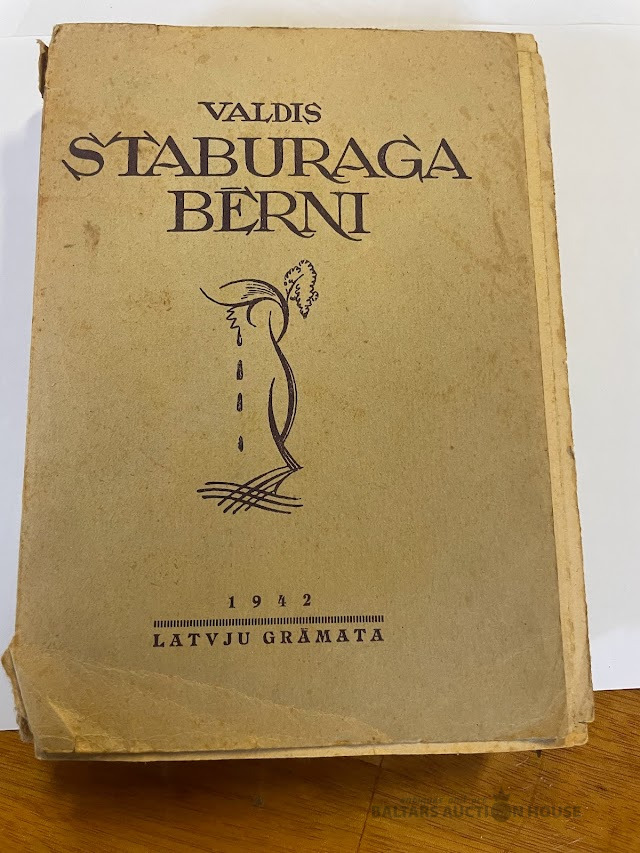 VALDIS
STABURAGA
BĒRNI
1942
LATVJU GRĀMATA
BALTARS AUCTION HOUSE